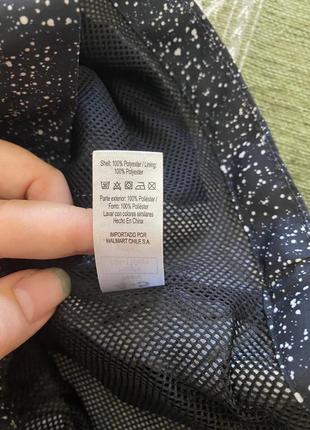 Shell: 100% Polyester / Lining:
100% Polyester
Parte exterior: 100% Poliéster /
Forro: 100% Poliéster
Lavar con colores similares
Hecho En China
IMPORTADO POR
WALMART CHILE S.A.